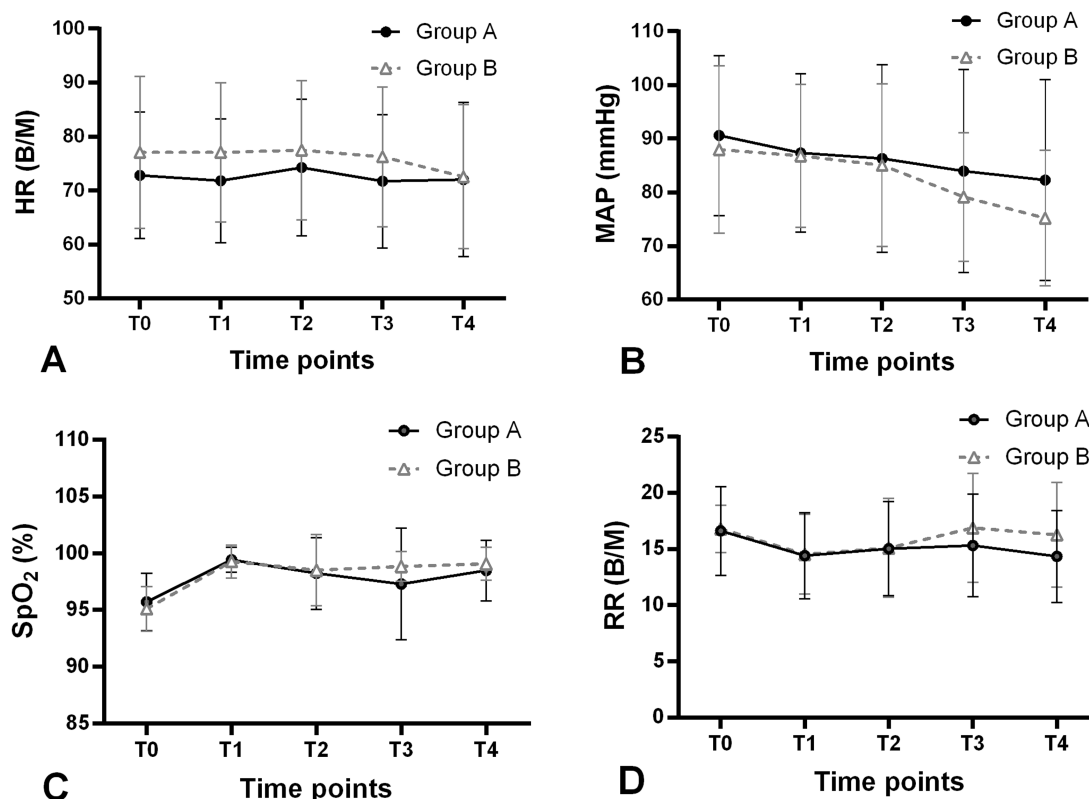 100
90
80
70
60
50
HR (B/M)
T0 T1 T2 T3 T4
Time points
A
Group A
Group B
110
100
90
80
70
60
MAP (mmHg)
T0 T1 T2 T3 T4
Time points
B
Group A
Group B
110
105
100
95
90
85
SpO₂ (%)
T0 T1 T2 T3 T4
Time points
C
Group A
Group B
25
20
15
10
5
0
RR (B/M)
T0 T1 T2 T3 T4
Time points
D
Group A
Group B